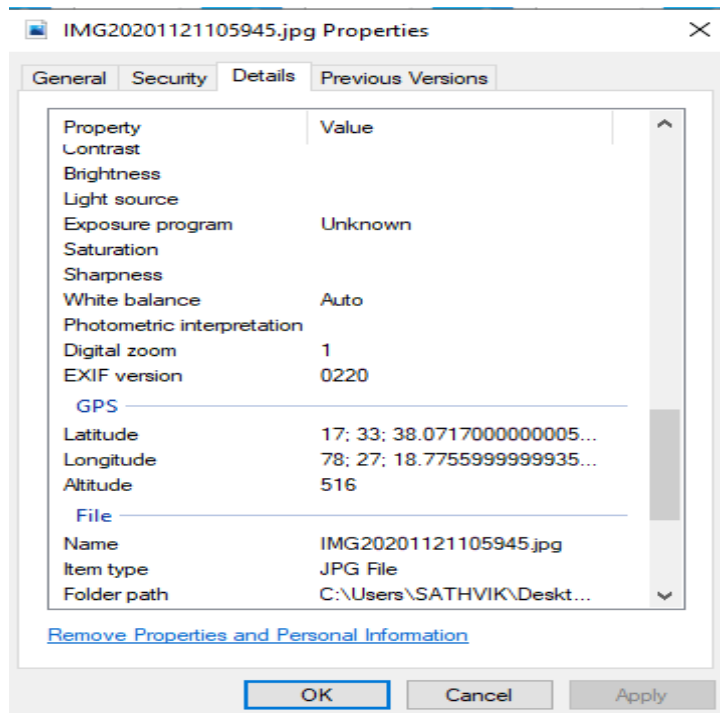 IMG20201121105945.jpg Properties
General Security Details Previous Versions
Property Value
Contrast
Brightness
Light source
Exposure program Unknown
Saturation
Sharpness
White balance Auto
Photometric interpretation
Digital zoom 1
EXIF version 0220
GPS
Latitude 17; 33; 38.0717000000005...
Longitude 78; 27; 18.7755999999935...
Altitude 516
File
Name IMG20201121105945.jpg
Item type JPG File
Folder path C:\Users\SATHVIK\Deskt...
Remove Properties and Personal Information
OK Cancel Apply